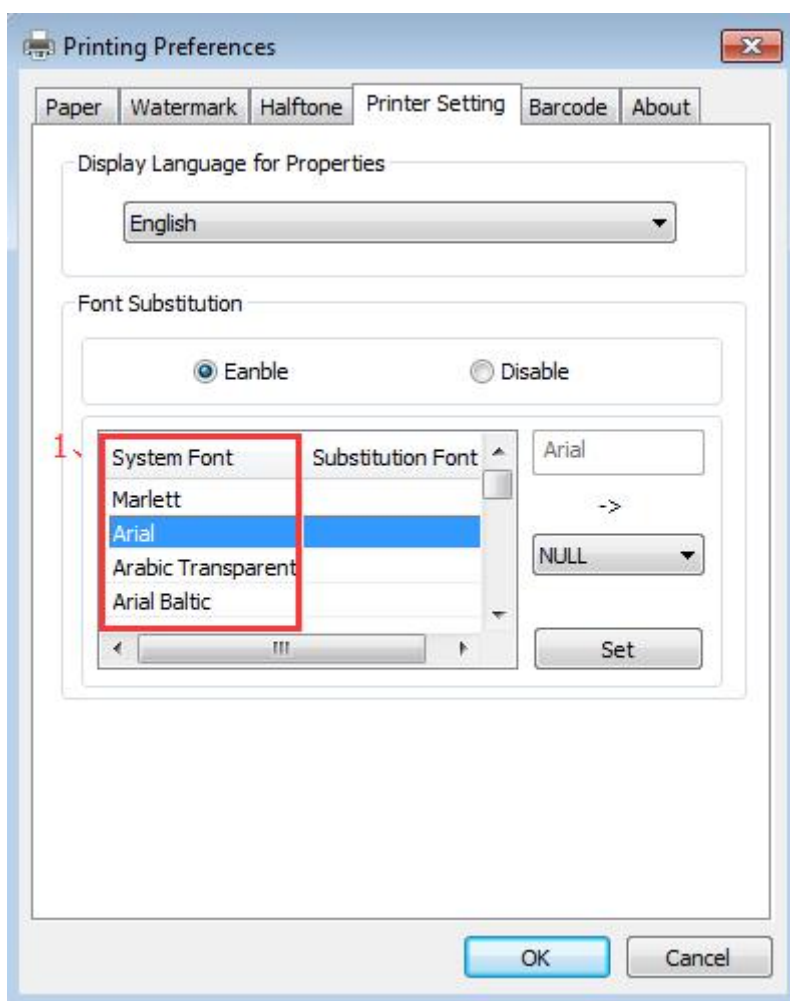 Printing Preferences
Paper Watermark Halftone Printer Setting Barcode About
Display Language for Properties
English
Font Substitution
Eanble Disable
1、
System Font Substitution Font
Marlett
Arial
Arabic Transparent
Arial Baltic
Arial
->
NULL
Set
OK Cancel